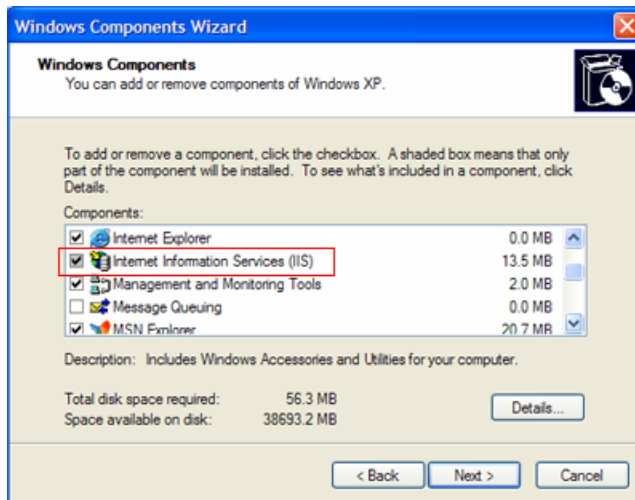 Windows Components Wizard
Windows Components
You can add or remove components of Windows XP.
To add or remove a component, click the checkbox. A shaded box means that only
part of the component will be installed. To see what's included in a component, click
Details.
Components:
Internet Explorer 0.0 MB
Internet Information Services (IIS) 13.5 MB
Management and Monitoring Tools 2.0 MB
Message Queuing 0.0 MB
MSN Explorer 20.7 MB
Description: Includes Windows Accessories and Utilities for your computer.
Total disk space required: 56.3 MB
Space available on disk: 38693.2 MB
Details...
< Back Next > Cancel